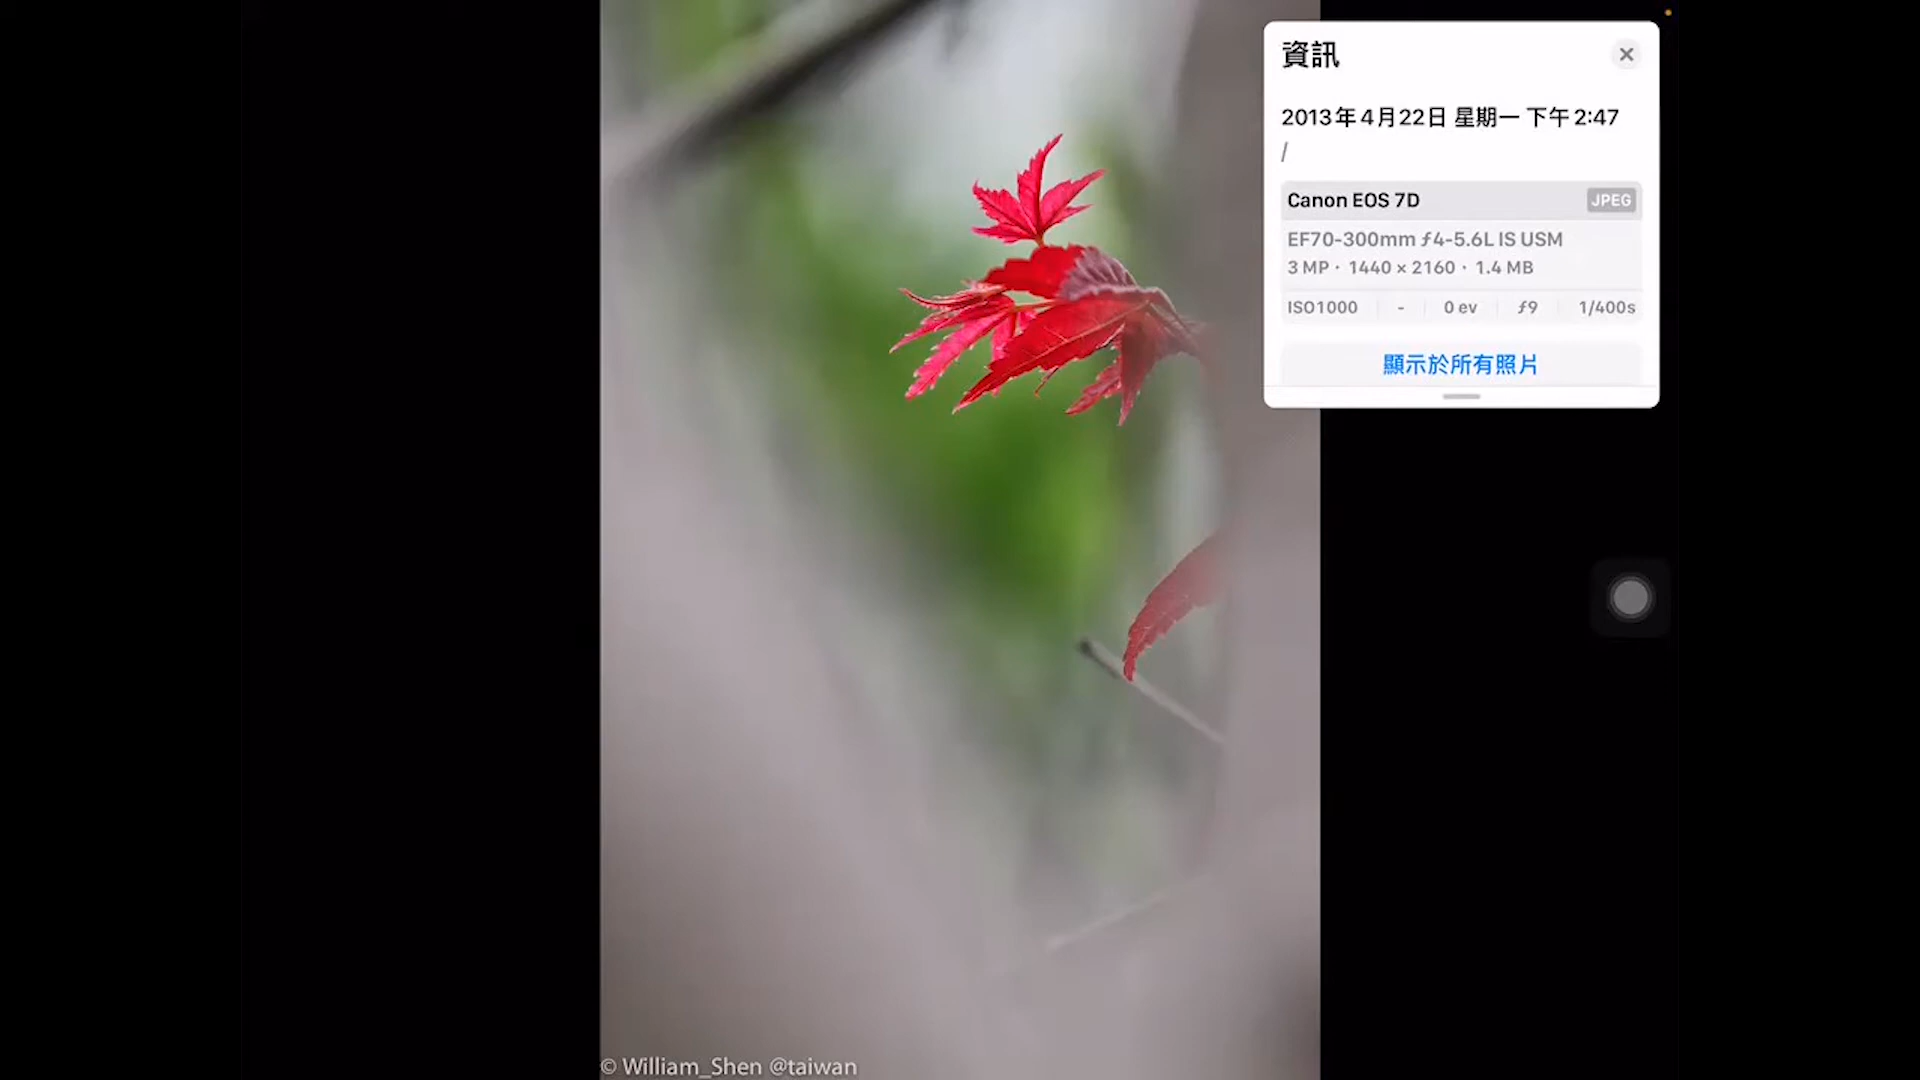 資訊
2013年4月22日 星期一 下午2:47
/
Canon EOS 7D
JPEG
EF70-300mm ƒ4-5.6L IS USM
3 MP · 1440 × 2160 · 1.4 MB
ISO1000 - 0 ev ƒ9 1/400s
顯示於所有照片
© William_Shen @taiwan